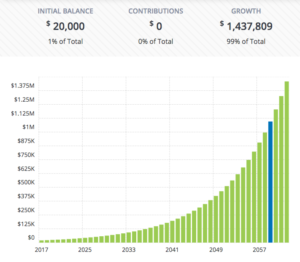 INITIAL BALANCE CONTRIBUTIONS GROWTH
$ 20,000 $ 0 $ 1,437,809
1% of Total 0% of Total 99% of Total
$1.375M
$1.25M
$1.125M
$1M
$875K
$750K
$625K
$500K
$375K
$250K
$125K
$0
2017 2025 2033 2041 2049 2057